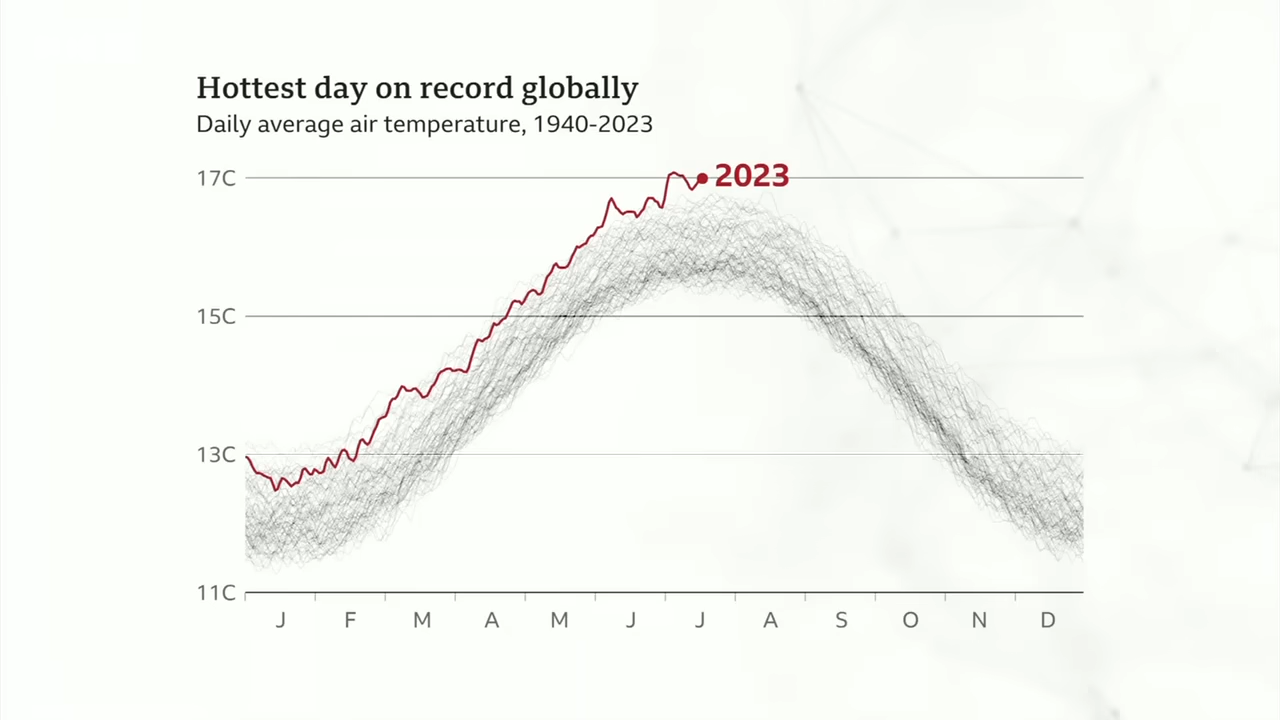 Hottest day on record globally
Daily average air temperature, 1940-2023
17C
2023
15C
13C
11C
J F M A M J J A S O N D